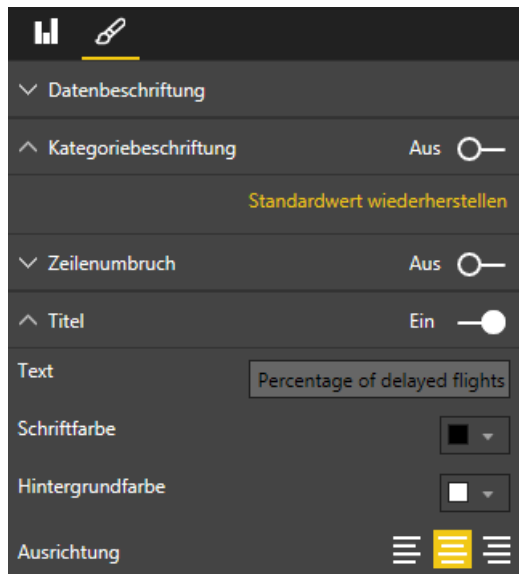 Datenbeschriftung
Kategoriebeschriftung Aus
Standardwert wiederherstellen
Zeilenumbruch Aus
Titel Ein
Text Percentage of delayed flights
Schriftfarbe
Hintergrundfarbe
Ausrichtung